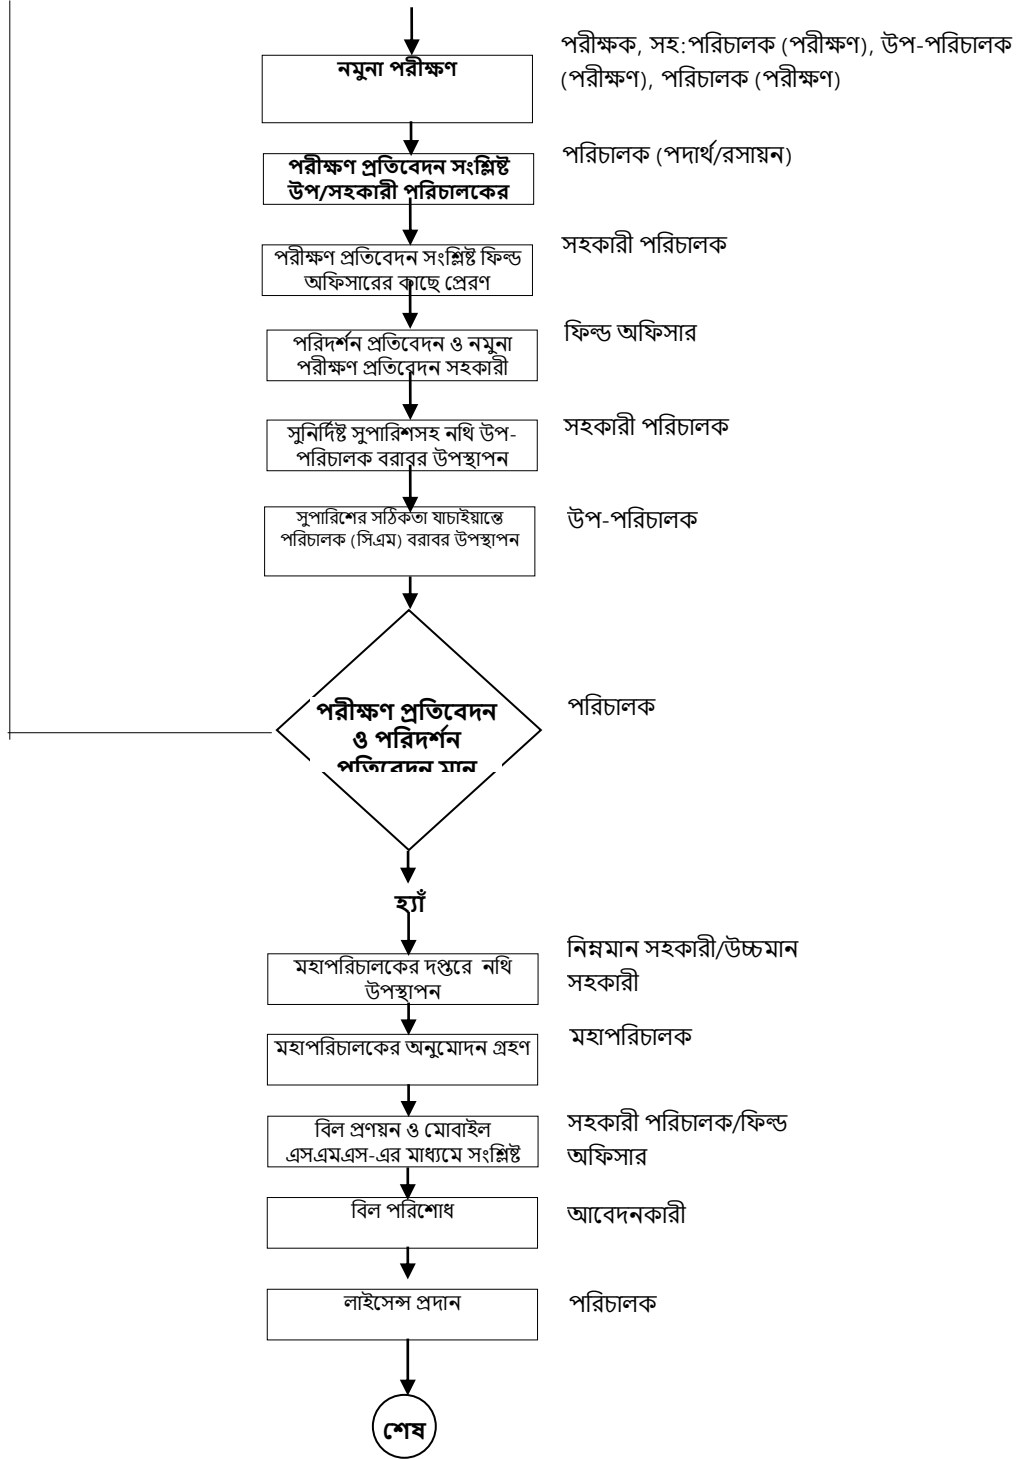 নমুনা পরীক্ষণ
পরীক্ষক, সহ:পরিচালক (পরীক্ষণ), উপ-পরিচালক
(পরীক্ষণ), পরিচালক (পরীক্ষণ)
পরীক্ষণ প্রতিবেদন সংশ্লিষ্ট
উপ/সহকারী পরিচালকের
পরিচালক (পদার্থ/রসায়ন)
পরীক্ষণ প্রতিবেদন সংশ্লিষ্ট ফিল্ড
অফিসারের কাছে প্রেরণ
সহকারী পরিচালক
পরিদর্শন প্রতিবেদন ও নমুনা
পরীক্ষণ প্রতিবেদন সহকারী
ফিল্ড অফিসার
সুনির্দিষ্ট সুপারিশসহ নথি উপ-
পরিচালক বরাবর উপস্থাপন
সহকারী পরিচালক
সুপারিশের সঠিকতা যাচাইয়ান্তে
পরিচালক (সিএম) বরাবর উপস্থাপন
উপ-পরিচালক
পরীক্ষণ প্রতিবেদন
ও পরিদর্শন
প্রতিবেদন মান
পরিচালক
হ্যাঁ
মহাপরিচালকের দপ্তরে নথি
উপস্থাপন
নিম্নমান সহকারী/উচ্চমান
সহকারী
মহাপরিচালকের অনুমোদন গ্রহণ
মহাপরিচালক
বিল প্রণয়ন ও মোবাইল
এসএমএস-এর মাধ্যমে সংশ্লিষ্ট
সহকারী পরিচালক/ফিল্ড
অফিসার
বিল পরিশোধ
আবেদনকারী
লাইসেন্স প্রদান
পরিচালক
শেষ